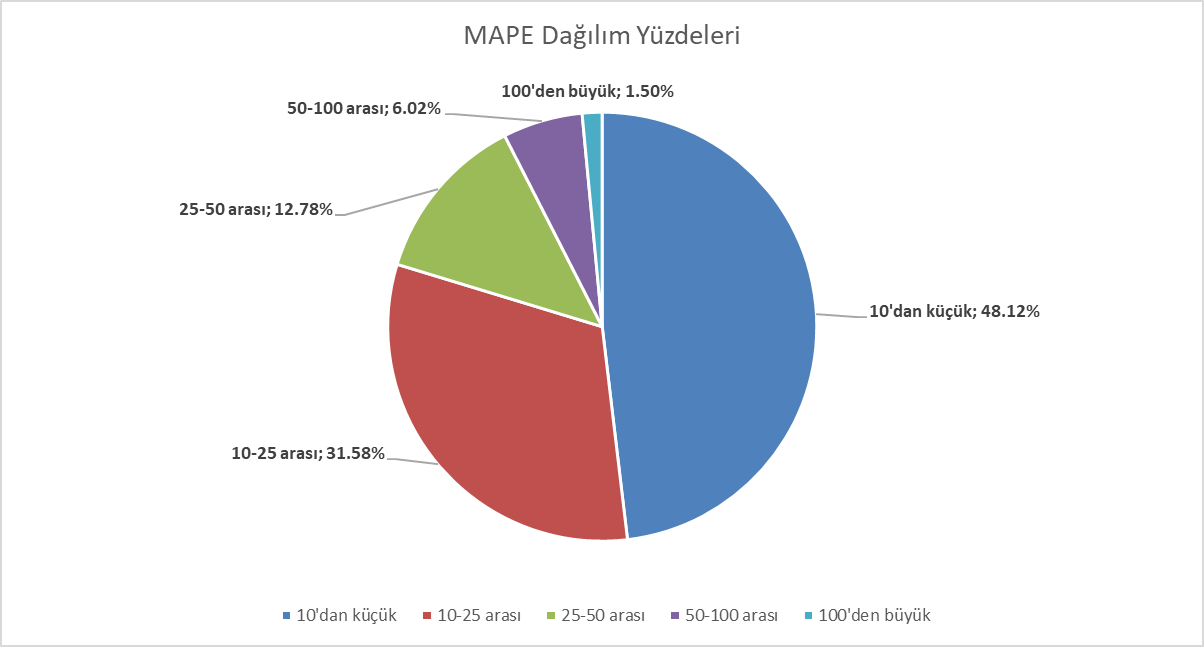 MAPE Dağılım Yüzdeleri
100'den büyük; 1.50%
50-100 arası; 6.02%
25-50 arası; 12.78%
10'dan küçük; 48.12%
10-25 arası; 31.58%
10'dan küçük
10-25 arası
25-50 arası
50-100 arası
100'den büyük